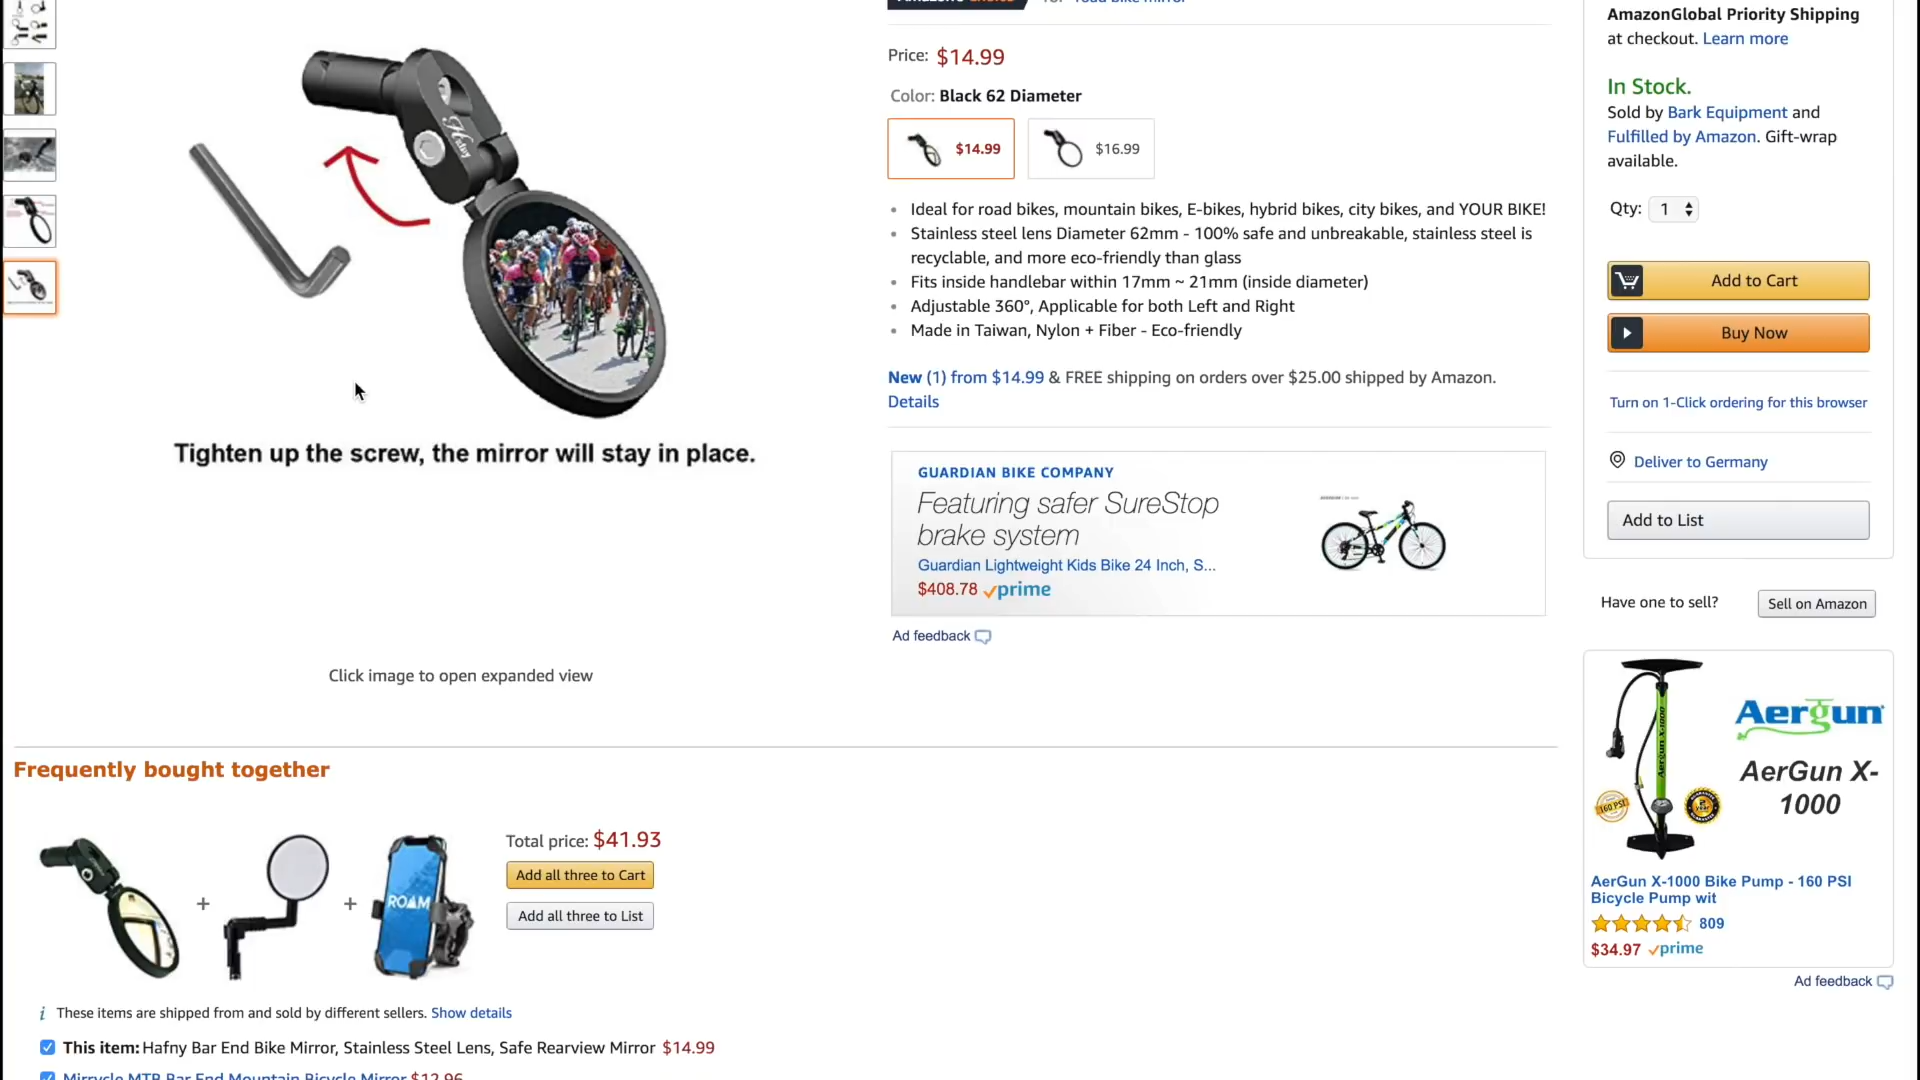 road bike mirror
Price: $14.99
Color: Black 62 Diameter
$14.99
$16.99
Ideal for road bikes, mountain bikes, E-bikes, hybrid bikes, city bikes, and YOUR BIKE!
Stainless steel lens Diameter 62mm - 100% safe and unbreakable, stainless steel is
recyclable, and more eco-friendly than glass
Fits inside handlebar within 17mm ~ 21mm (inside diameter)
Adjustable 360°, Applicable for both Left and Right
Made in Taiwan, Nylon + Fiber - Eco-friendly
New (1) from $14.99 & FREE shipping on orders over $25.00 shipped by Amazon.
Details
GUARDIAN BIKE COMPANY
Featuring safer SureStop
brake system
Guardian Lightweight Kids Bike 24 Inch, S...
$408.78 prime
Ad feedback
Hafny
Tighten up the screw, the mirror will stay in place.
Click image to open expanded view
AmazonGlobal Priority Shipping
at checkout. Learn more
In Stock.
Sold by Bark Equipment and
Fulfilled by Amazon. Gift-wrap
available.
Qty: 1
Add to Cart
Buy Now
Turn on 1-Click ordering for this browser
Deliver to Germany
Add to List
Have one to sell?
Sell on Amazon
Aergun X-1000
160 PSI
Aergun
AerGun X-
1000
AerGun X-1000 Bike Pump - 160 PSI
Bicycle Pump wit
809
$34.97 prime
Ad feedback
Frequently bought together
+
+
ROAM
Total price: $41.93
Add all three to Cart
Add all three to List
i These items are shipped from and sold by different sellers. Show details
This item: Hafny Bar End Bike Mirror, Stainless Steel Lens, Safe Rearview Mirror $14.99
Mirrycle MTB Bar End Mountain Bicycle Mirror $12.96